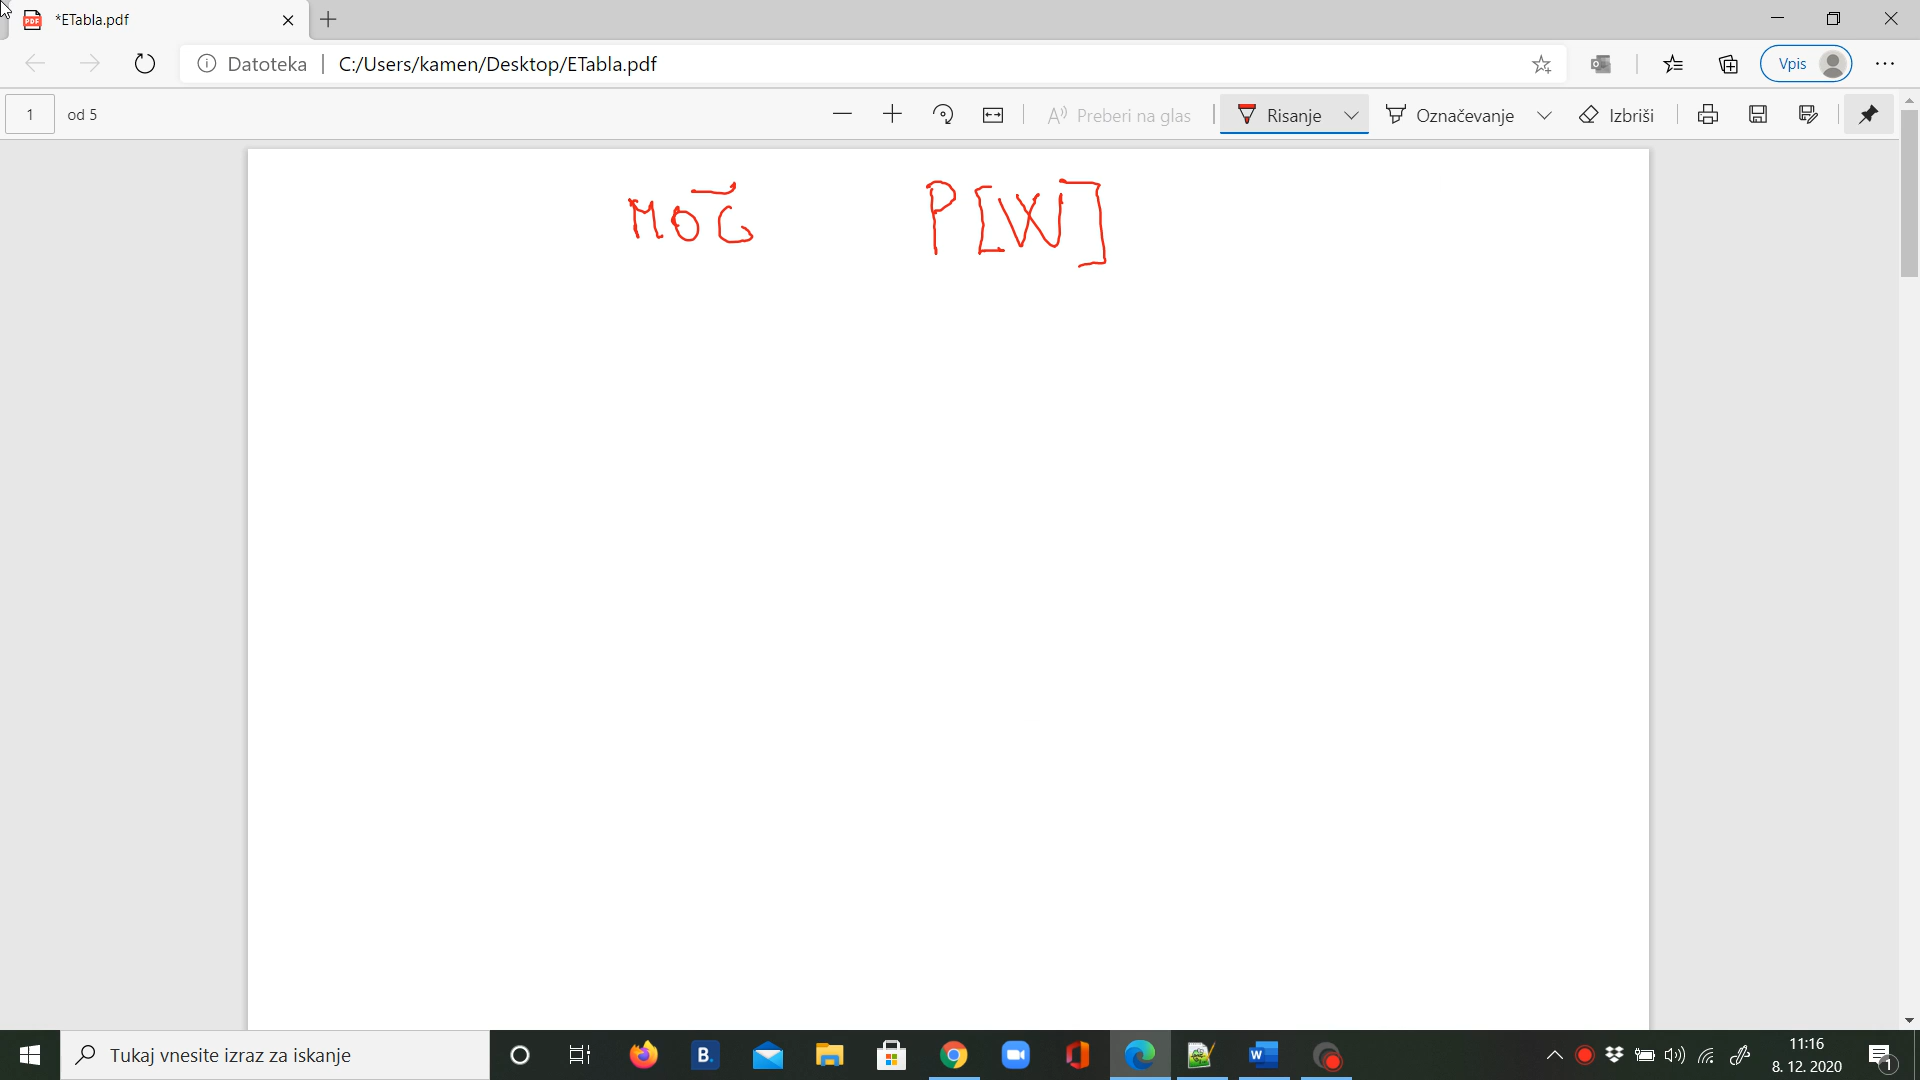 *ETabla.pdf
Datoteka C:/Users/kamen/Desktop/ETabla.pdf Vpis
1 od 5 Preberi na glas Risanje Označevanje Izbriši
MOČ P[W]
Tukaj vnesite izraz za iskanje
11:16
8. 12. 2020
1